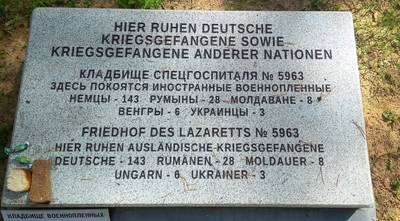 HIER RUHEN DEUTSCHE
KRIEGSGEFANGENE SOWIE
KRIEGSGEFANGENE ANDERER NATIONEN
КЛАДБИЩЕ СПЕЦГОСПИТАЛЯ № 5963
ЗДЕСЬ ПОКОЯТСЯ ИНОСТРАННЫЕ ВОЕННОПЛЕННЫЕ
НЕМЦЫ - 143 РУМЫНЫ - 28 МОЛДАВАНЕ - 8
ВЕНГРЫ - 6 УКРАИНЦЫ - 3
FRIEDHOF DES LAZARETTS № 5963
HIER RUHEN AUSLÄNDISCHE KRIEGSGEFANGENE
DEUTSCHE - 143 RUMÄNEN - 28 MOLDAUER - 8
UNGARN - 6 UKRAINER - 3
КЛАДБИЩЕ ВОЕННОПЛЕННЫХ